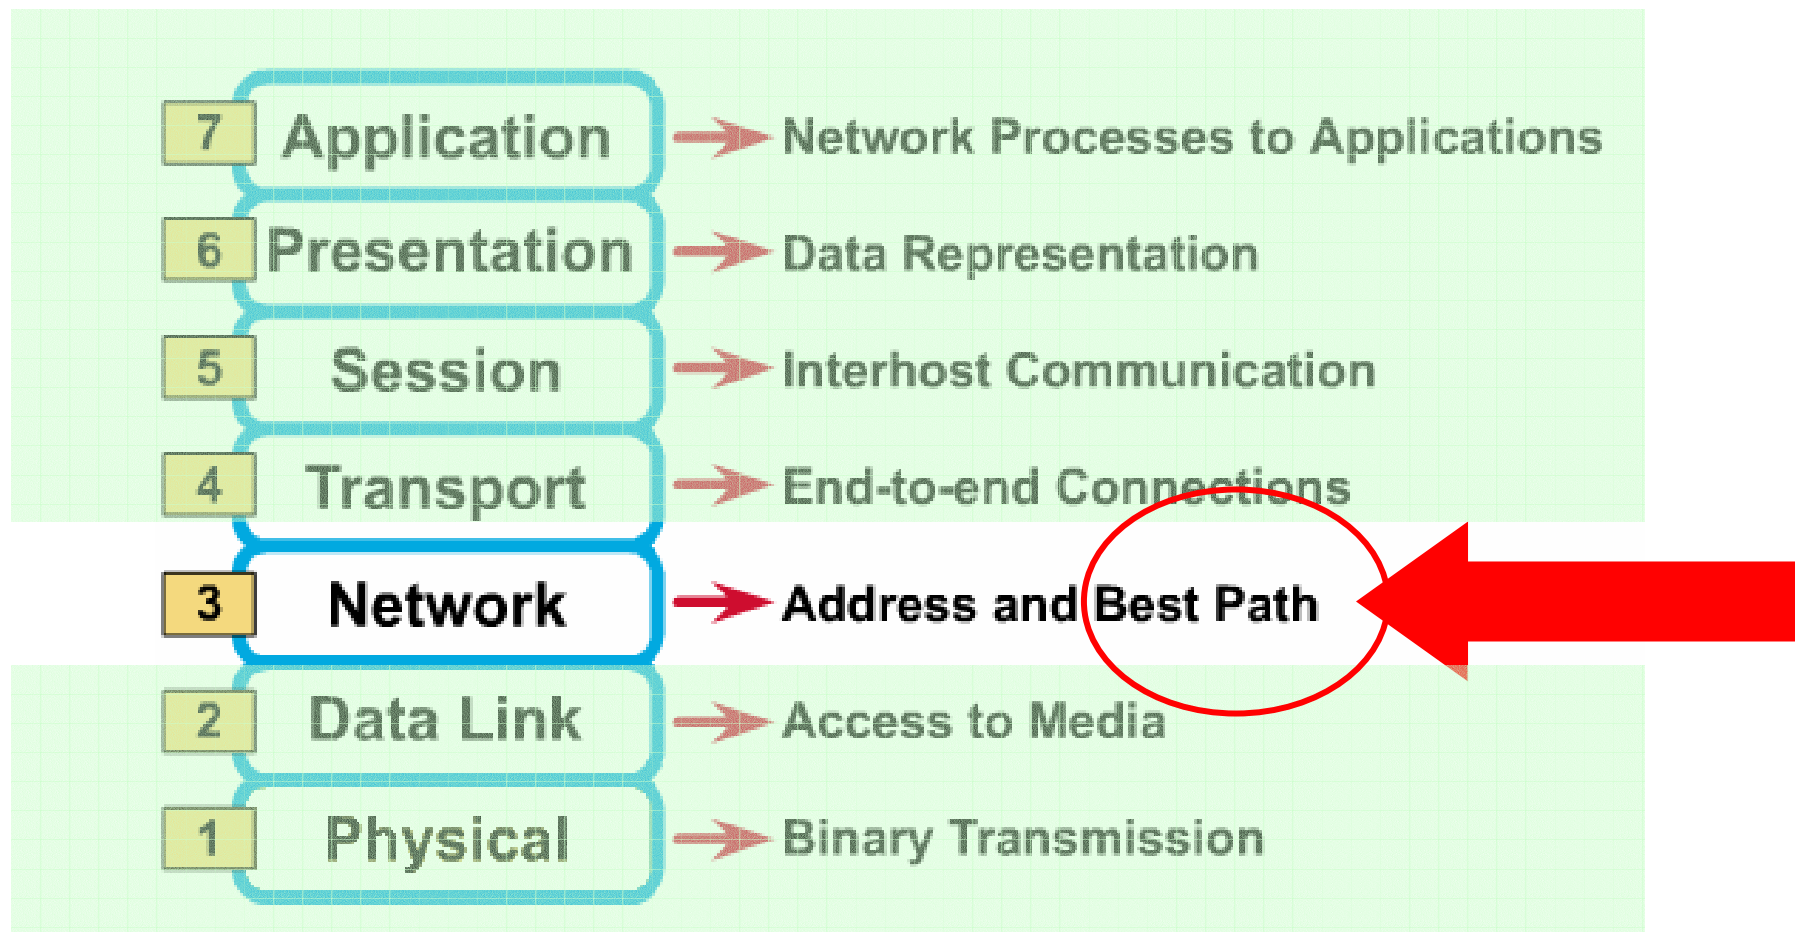 7 Application Network Processes to Applications
6 Presentation Data Representation
5 Session Interhost Communication
4 Transport End-to-end Connections
3 Network Address and Best Path
2 Data Link Access to Media
1 Physical Binary Transmission